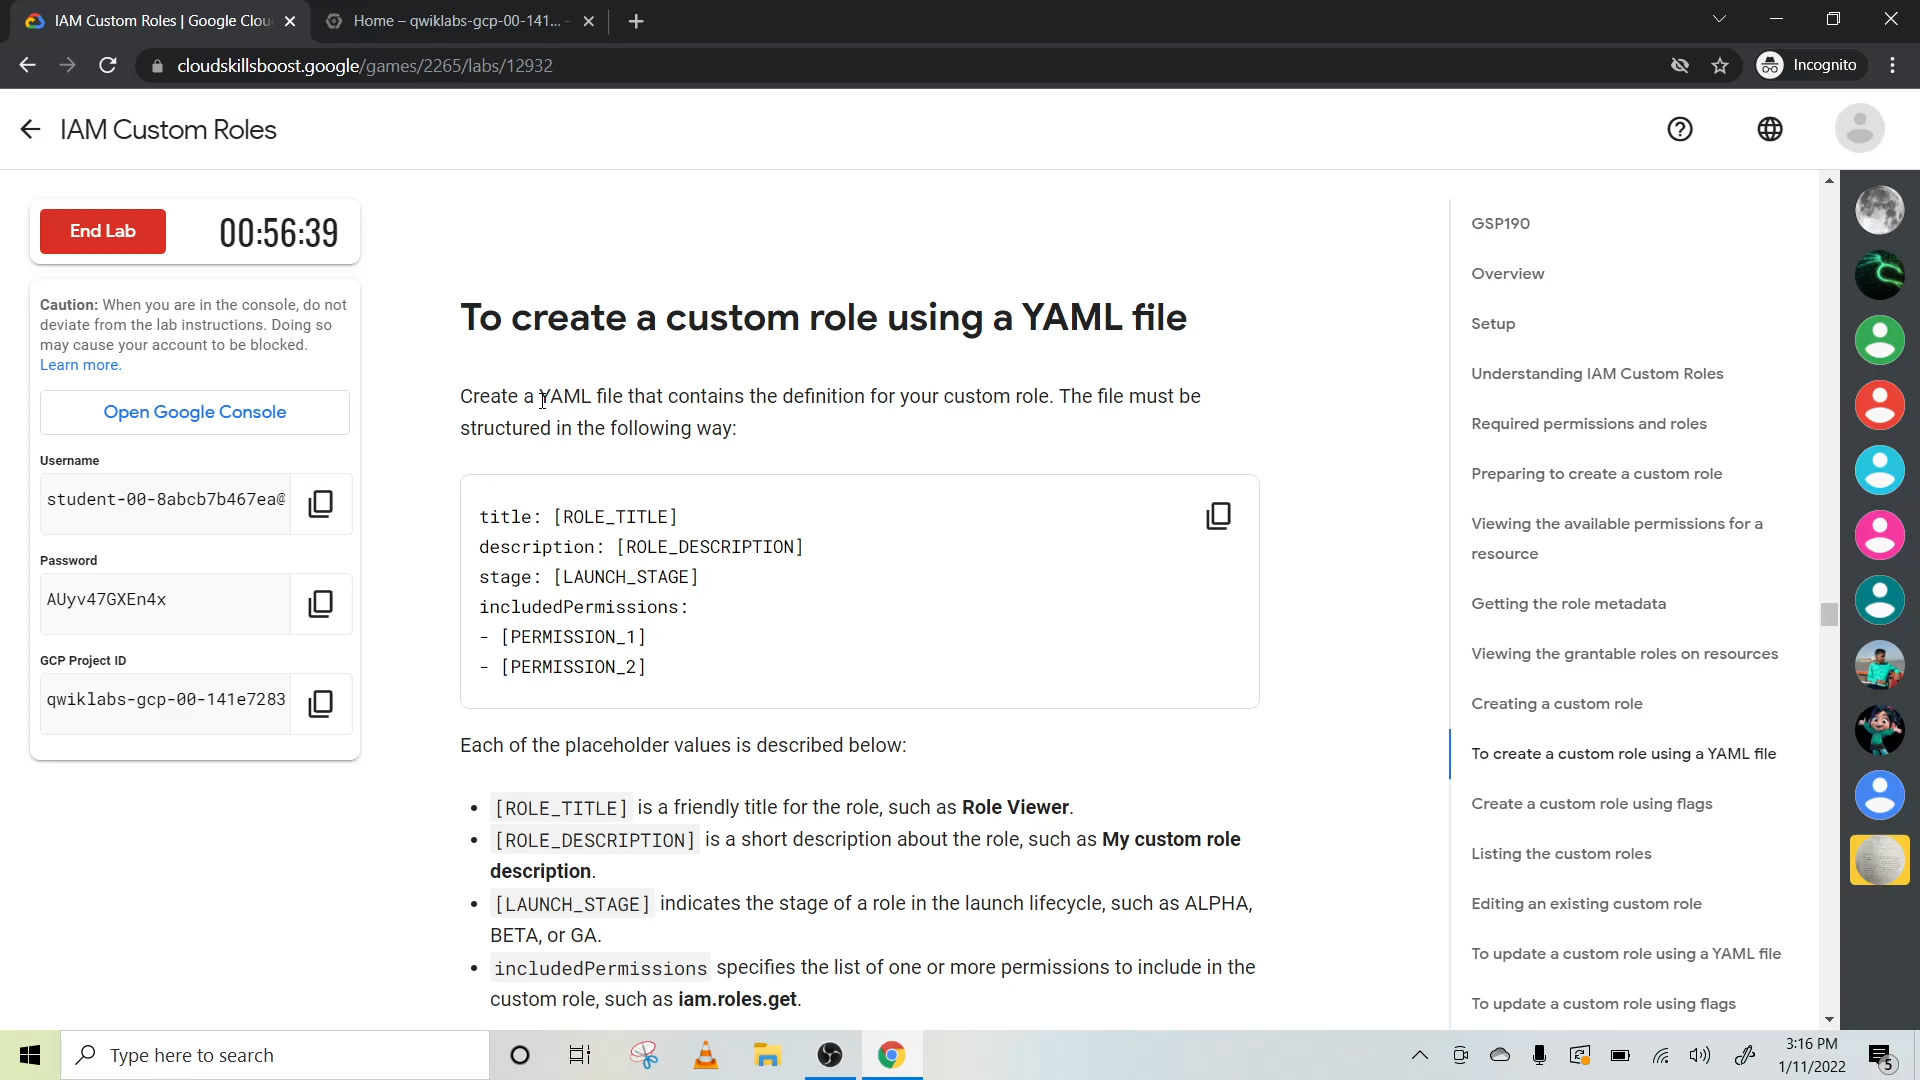 IAM Custom Roles | Google Clou
Home – qwiklabs-gcp-00-141...
cloudskillsboost.google/games/2265/labs/12932
Incognito
IAM Custom Roles
End Lab
00:56:39
Caution: When you are in the console, do not
deviate from the lab instructions. Doing so
may cause your account to be blocked.
Learn more.
Open Google Console
Username
student-00-8abcb7b467ea@
Password
AUyv47GXEn4x
GCP Project ID
qwiklabs-gcp-00-141e7283
To create a custom role using a YAML file
Create a YAML file that contains the definition for your custom role. The file must be
structured in the following way:
title: [ROLE_TITLE]
description: [ROLE_DESCRIPTION]
stage: [LAUNCH_STAGE]
includedPermissions:
- [PERMISSION_1]
- [PERMISSION_2]
Each of the placeholder values is described below:
• [ROLE_TITLE] is a friendly title for the role, such as Role Viewer.
• [ROLE_DESCRIPTION] is a short description about the role, such as My custom role
description.
• [LAUNCH_STAGE] indicates the stage of a role in the launch lifecycle, such as ALPHA,
BETA, or GA.
• includedPermissions specifies the list of one or more permissions to include in the
custom role, such as iam.roles.get.
GSP190
Overview
Setup
Understanding IAM Custom Roles
Required permissions and roles
Preparing to create a custom role
Viewing the available permissions for a
resource
Getting the role metadata
Viewing the grantable roles on resources
Creating a custom role
To create a custom role using a YAML file
Create a custom role using flags
Listing the custom roles
Editing an existing custom role
To update a custom role using a YAML file
To update a custom role using flags
Type here to search
3:16 PM
1/11/2022
5